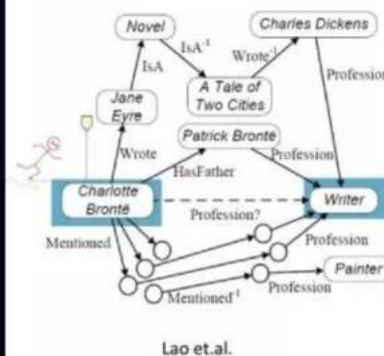 Novel
Charles Dickens
IsA
IsA⁻¹
Wrote⁻¹
Jane
Eyre
A Tale of
Two Cities
Profession
Patrick Brontë
Wrote
HasFather
Profession
Charlotte
Brontë
Profession?
Writer
Mentioned
Profession
Mentioned⁻¹
Profession
Painter
Lao et.al.